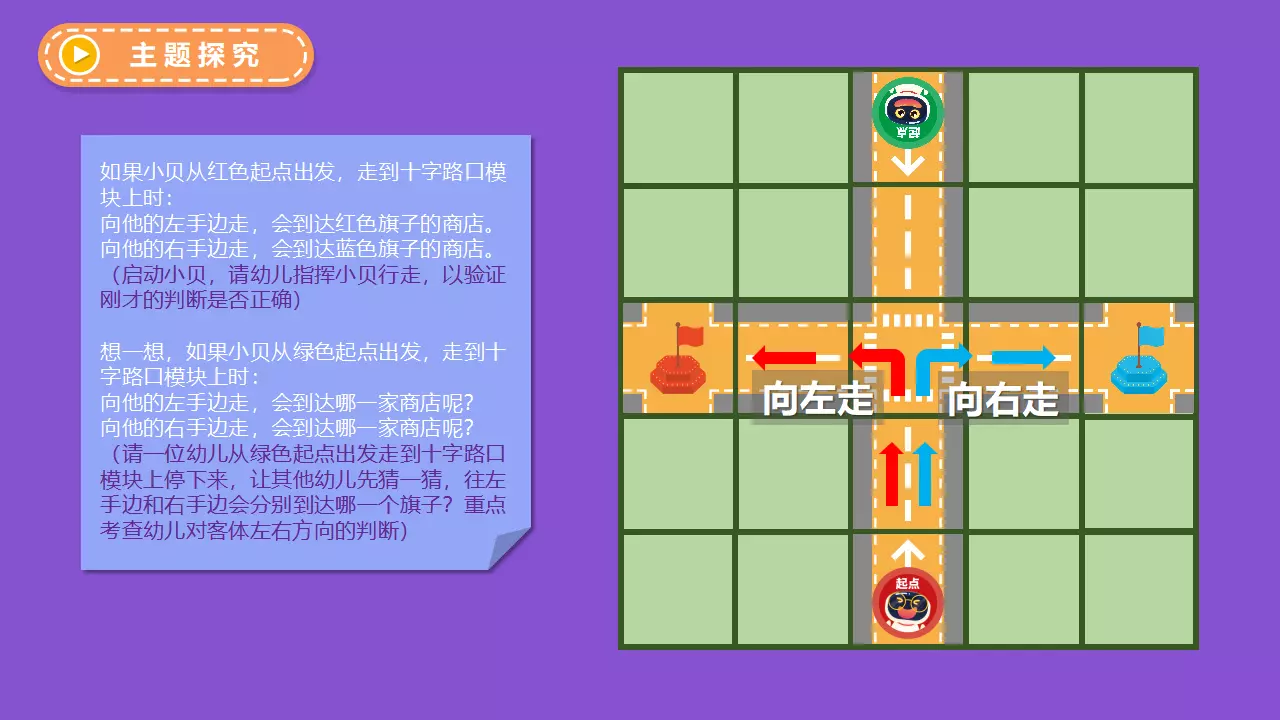 主题探究
如果小贝从红色起点出发，走到十字路口模
块上时：
向他的左手边走，会到达红色旗子的商店。
向他的右手边走，会到达蓝色旗子的商店。
（启动小贝，请幼儿指挥小贝行走，以验证
刚才的判断是否正确）
想一想，如果小贝从绿色起点出发，走到十
字路口模块上时：
向他的左手边走，会到达哪一家商店呢？
向他的右手边走，会到达哪一家商店呢？
（请一位幼儿从绿色起点出发走到十字路口
模块上停下来，让其他幼儿先猜一猜，往左
手边和右手边会分别到达哪一个旗子？重点
考查幼儿对客体左右方向的判断）
起点
向左走
向右走
起点